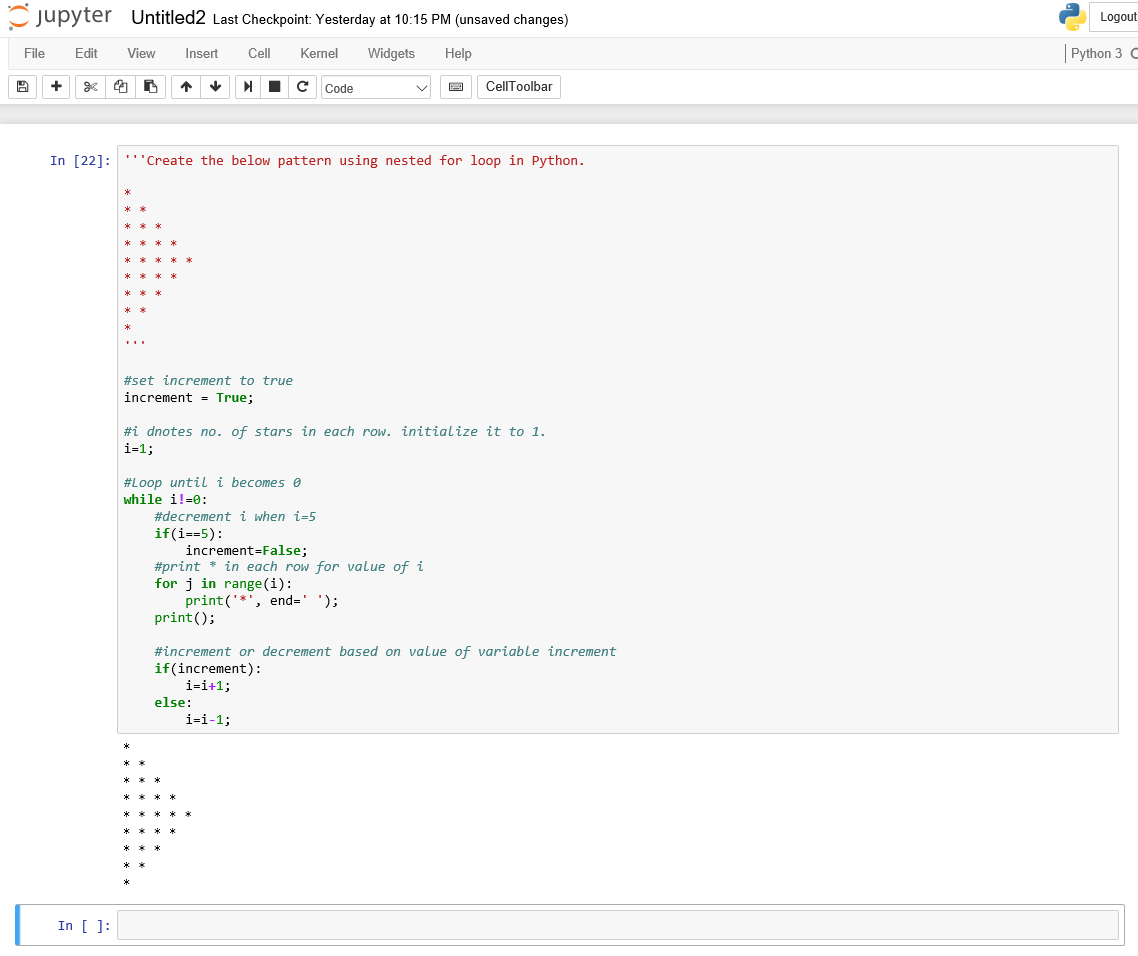 jupyter Untitled2 Last Checkpoint: Yesterday at 10:15 PM (unsaved changes) Logout
File Edit View Insert Cell Kernel Widgets Help Python 3
Code CellToolbar
In [22]: '''Create the below pattern using nested for loop in Python.
*
* *
* * *
* * * *
* * * * *
* * * *
* * *
* *
*
'''
#set increment to true
increment = True;
#i dnotes no. of stars in each row. initialize it to 1.
i=1;
#Loop until i becomes 0
while i!=0:
    #decrement i when i=5
    if(i==5):
        increment=False;
    #print * in each row for value of i
    for j in range(i):
        print('*', end=' ');
    print();
    #increment or decrement based on value of variable increment
    if(increment):
        i=i+1;
    else:
        i=i-1;
*
* *
* * *
* * * *
* * * * *
* * * *
* * *
* *
*
In [ ]: